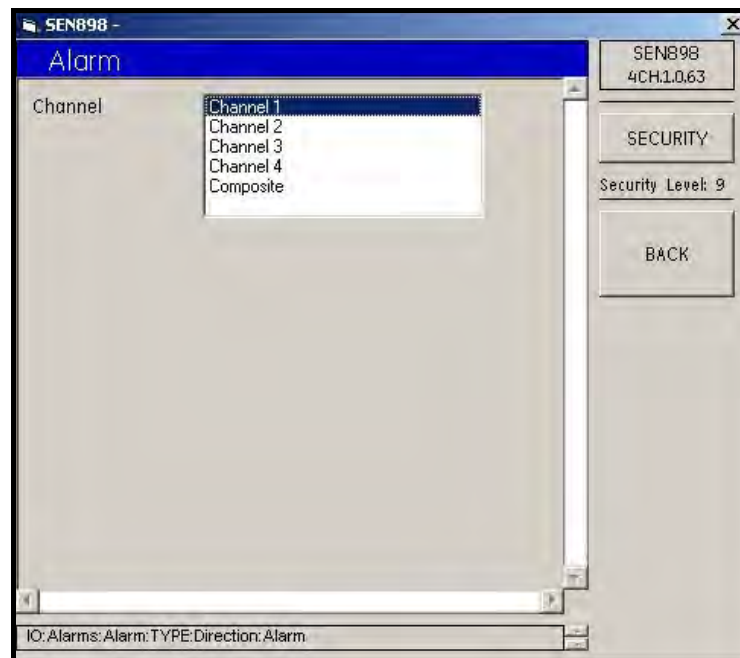 SEN898 -
Alarm
Channel
Channel 1
Channel 2
Channel 3
Channel 4
Composite
SEN898
4CH.1.0.63
SECURITY
Security Level: 9
BACK
IO:Alarms:Alarm:TYPE:Direction:Alarm